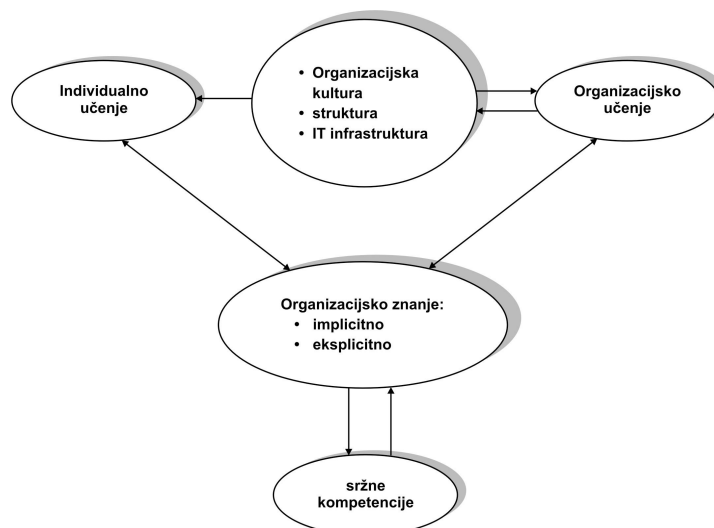 Individualno
učenje
• Organizacijska
kultura
• struktura
• IT infrastruktura
Organizacijsko
učenje
Organizacijsko znanje:
• implicitno
• eksplicitno
sržne
kompetencije